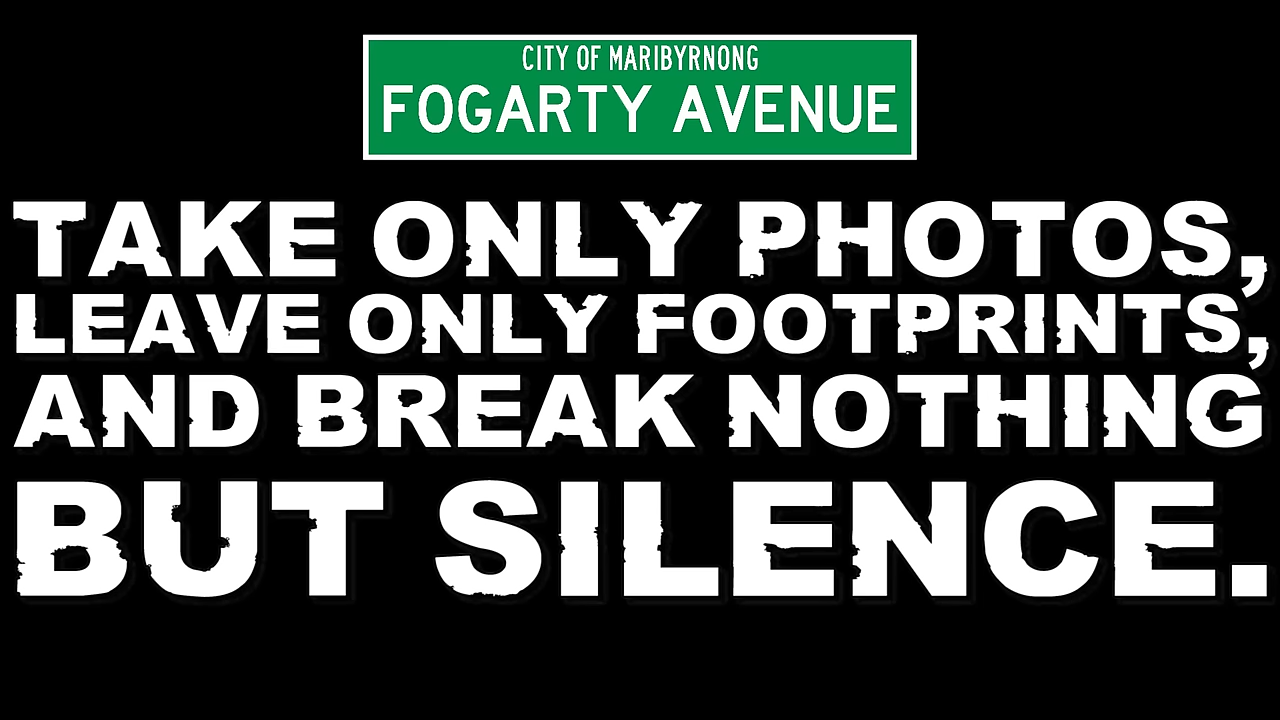 CITY OF MARIBYRNONG
FOGARTY AVENUE
TAKE ONLY PHOTOS,
LEAVE ONLY FOOTPRINTS,
AND BREAK NOTHING
BUT SILENCE.